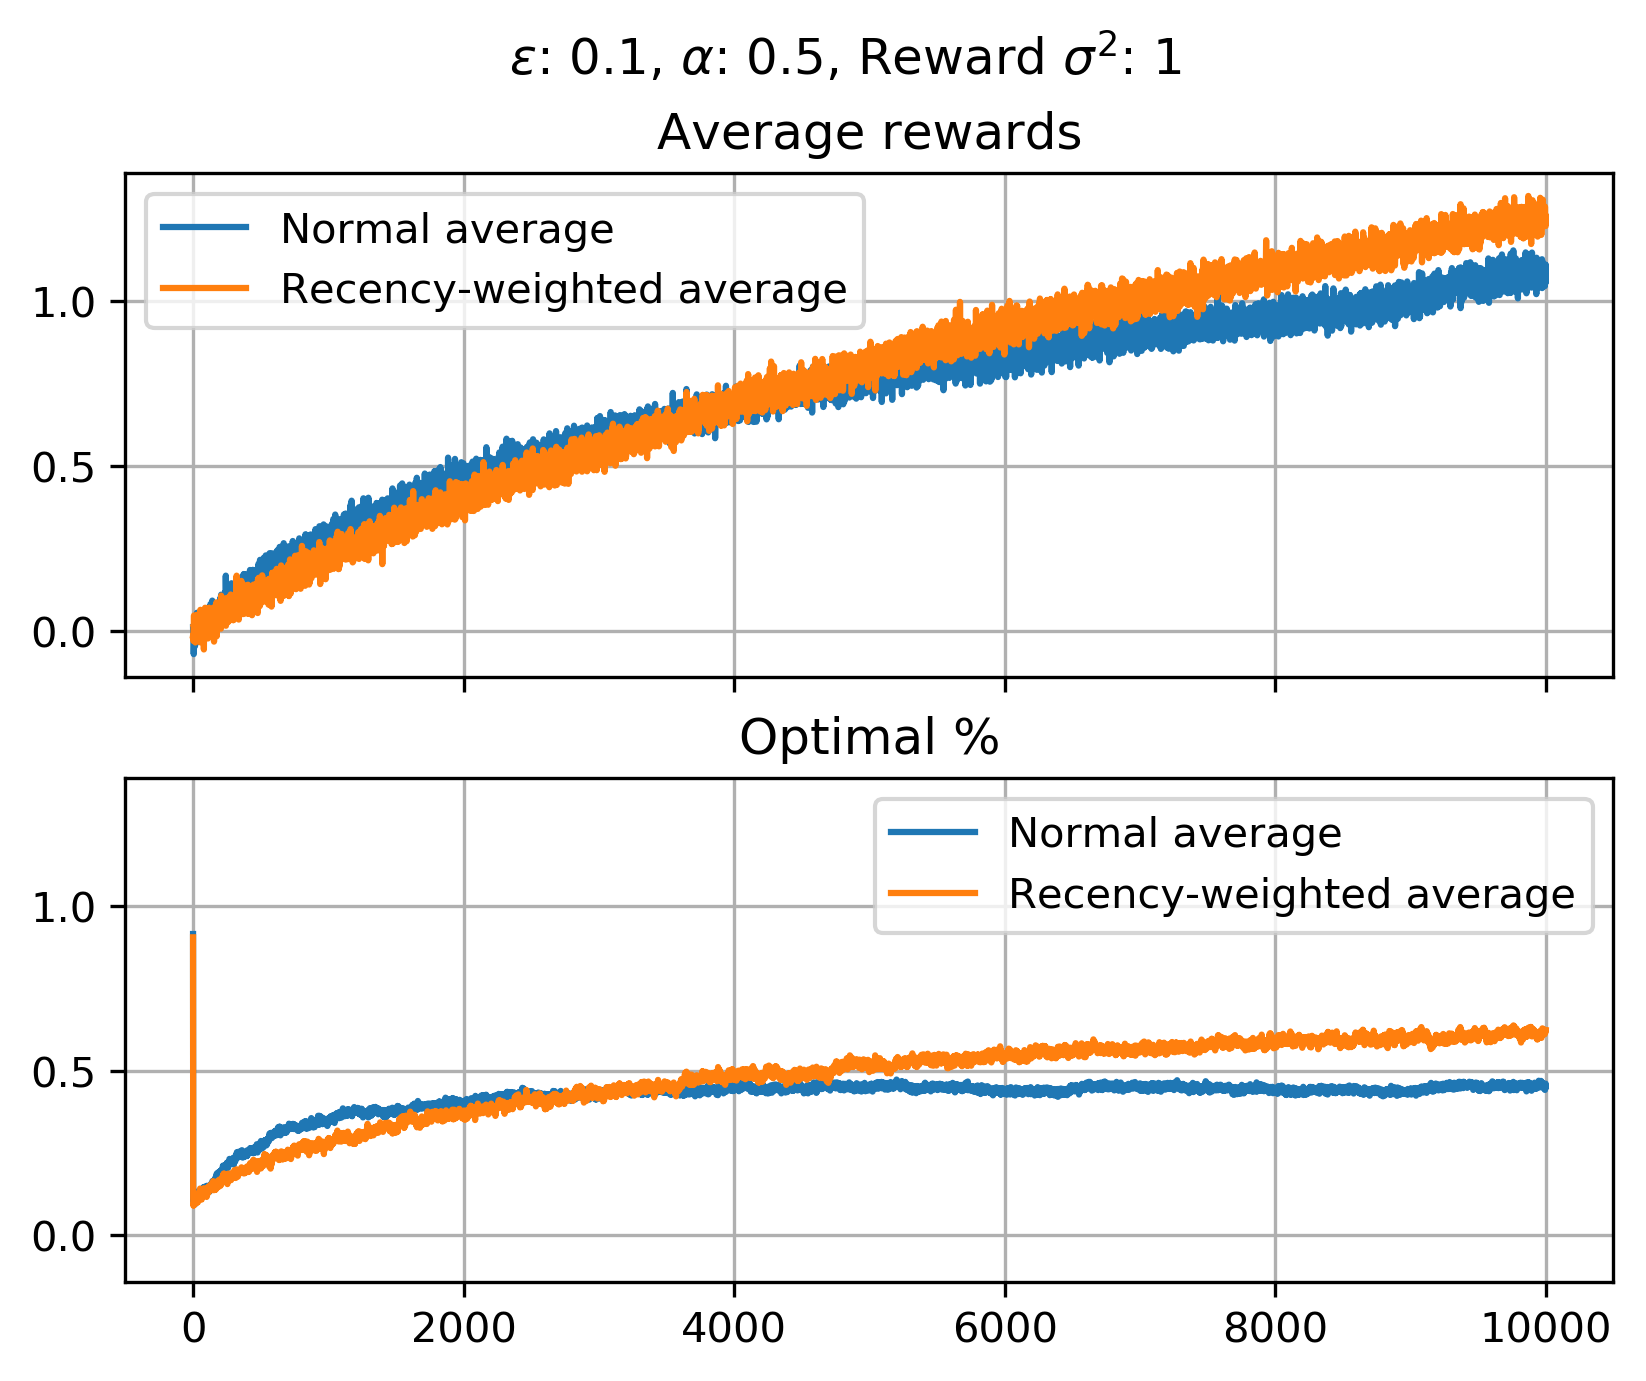 ε: 0.1, α: 0.5, Reward σ²: 1
Average rewards
Normal average
Recency-weighted average
1.0
0.5
0.0
Optimal %
Normal average
Recency-weighted average
1.0
0.5
0.0
0 2000 4000 6000 8000 10000